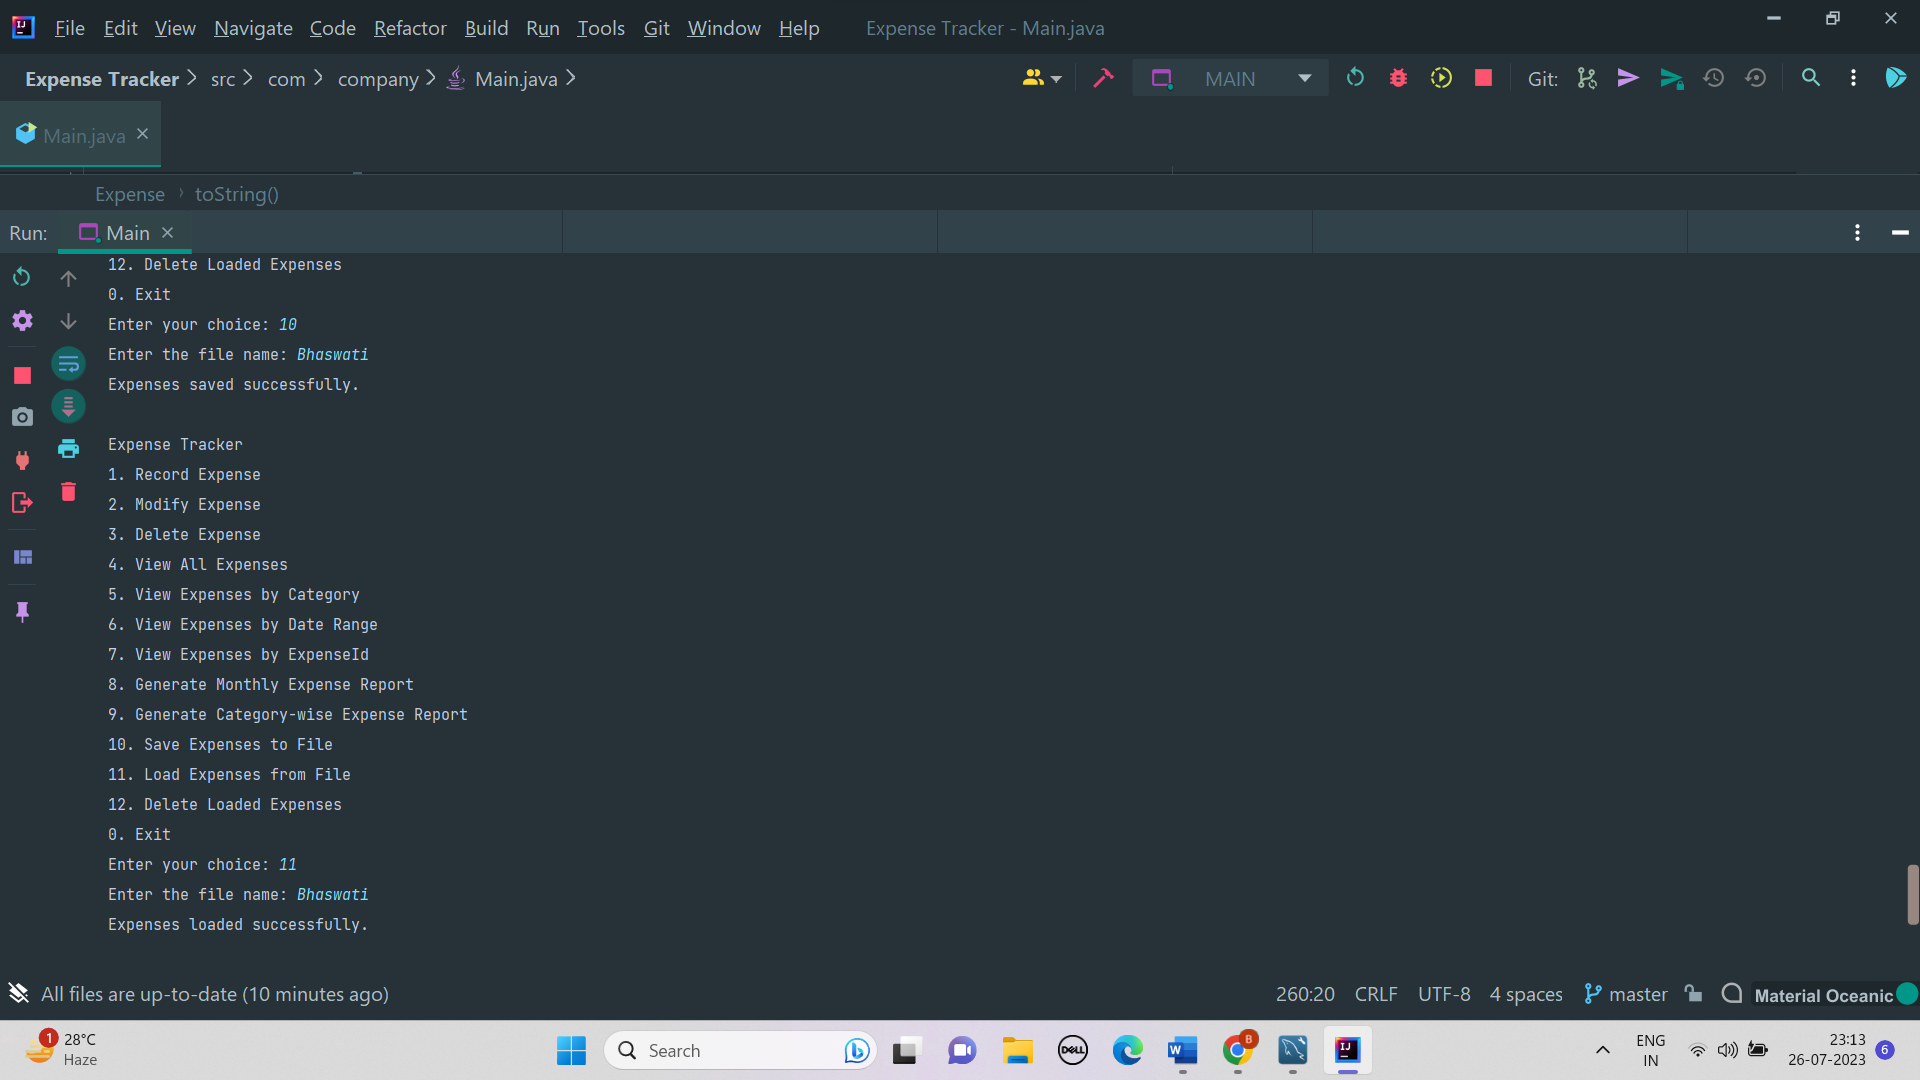 File Edit View Navigate Code Refactor Build Run Tools Git Window Help Expense Tracker - Main.java
Expense Tracker src com company Main.java MAIN Git:
Main.java
Expense toString()
Run: Main
12. Delete Loaded Expenses
0. Exit
Enter your choice: 10
Enter the file name: Bhaswati
Expenses saved successfully.
Expense Tracker
1. Record Expense
2. Modify Expense
3. Delete Expense
4. View All Expenses
5. View Expenses by Category
6. View Expenses by Date Range
7. View Expenses by ExpenseId
8. Generate Monthly Expense Report
9. Generate Category-wise Expense Report
10. Save Expenses to File
11. Load Expenses from File
12. Delete Loaded Expenses
0. Exit
Enter your choice: 11
Enter the file name: Bhaswati
Expenses loaded successfully.
All files are up-to-date (10 minutes ago) 260:20 CRLF UTF-8 4 spaces master Material Oceanic
1 28°C Haze
Search
DELL
W
B
IJ
ENG IN
23:13
26-07-2023
6